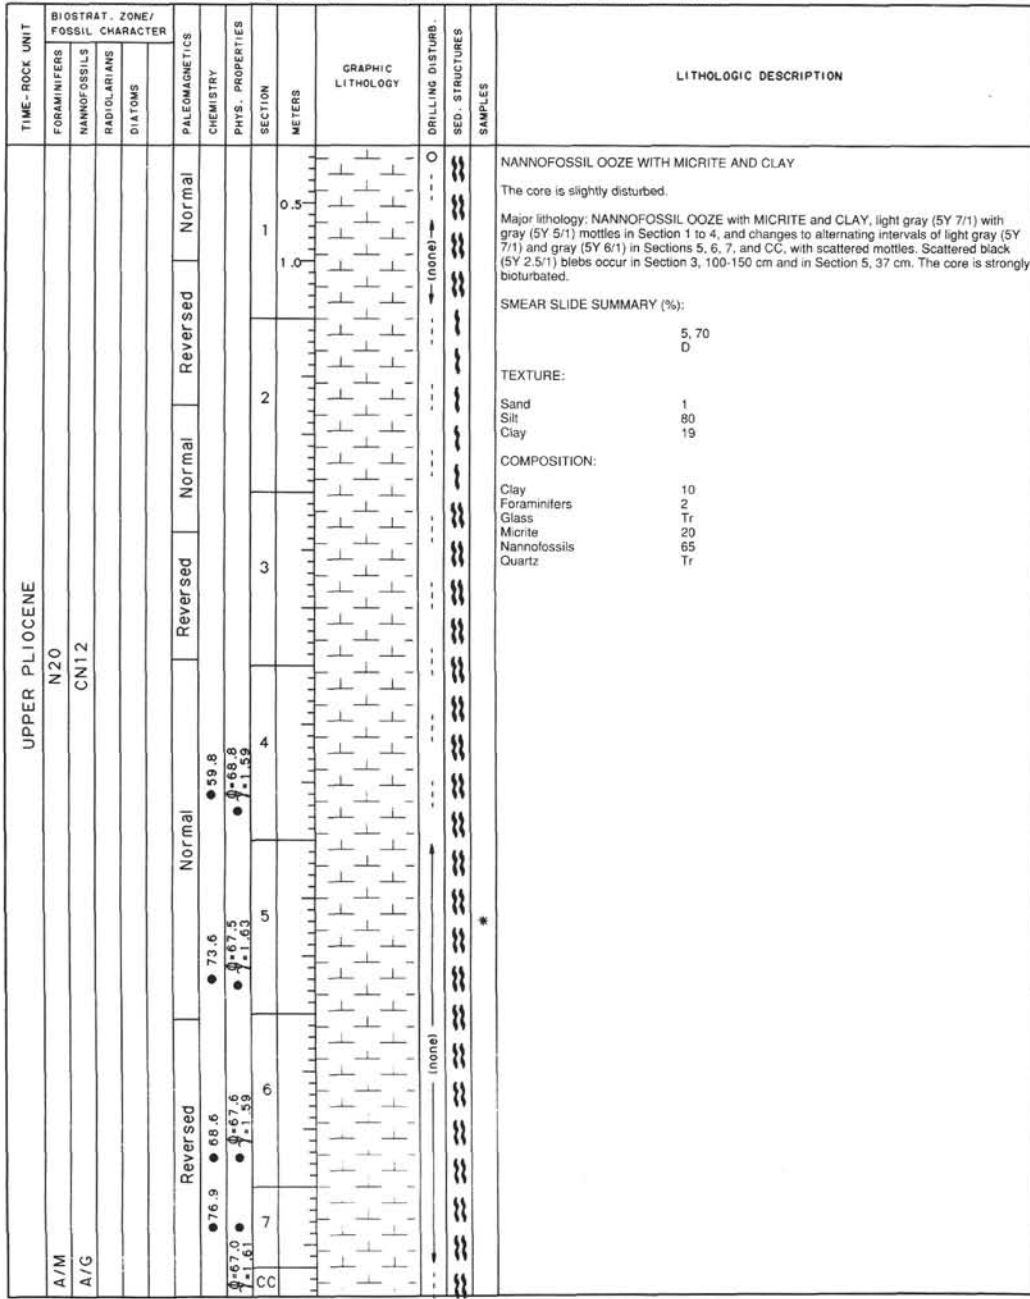 TIME-ROCK UNIT
BIOSTRAT. ZONE/
FOSSIL CHARACTER
FORAMINIFERS
NANNOFOSSILS
RADIOLARIANS
DIATOMS
PALEOMAGNETICS
CHEMISTRY
PHYS. PROPERTIES
SECTION
METERS
GRAPHIC
LITHOLOGY
DRILLING DISTURB.
SED. STRUCTURES
SAMPLES
LITHOLOGIC DESCRIPTION
UPPER PLIOCENE
N20
A/M
CN12
A/G
Normal
Reversed
Normal
Reversed
Normal
Reversed
59.8
73.6
68.6
76.9
φ=68.8
γ=1.59
φ=67.5
γ=1.63
φ=67.6
γ=1.59
φ=67.0
γ=1.61
1
2
3
4
5
6
7
CC
0.5
1.0
(none)
(none)
*
NANNOFOSSIL OOZE WITH MICRITE AND CLAY
The core is slightly disturbed.
Major lithology: NANNOFOSSIL OOZE with MICRITE and CLAY, light gray (5Y 7/1) with
gray (5Y 5/1) mottles in Section 1 to 4, and changes to alternating intervals of light gray (5Y
7/1) and gray (5Y 6/1) in Sections 5, 6, 7, and CC, with scattered mottles. Scattered black
(5Y 2.5/1) blebs occur in Section 3, 100-150 cm and in Section 5, 37 cm. The core is strongly
bioturbated.
SMEAR SLIDE SUMMARY (%):
5, 70
D
TEXTURE:
Sand 1
Silt 80
Clay 19
COMPOSITION:
Clay 10
Foraminifers 2
Glass Tr
Micrite 20
Nannofossils 65
Quartz Tr